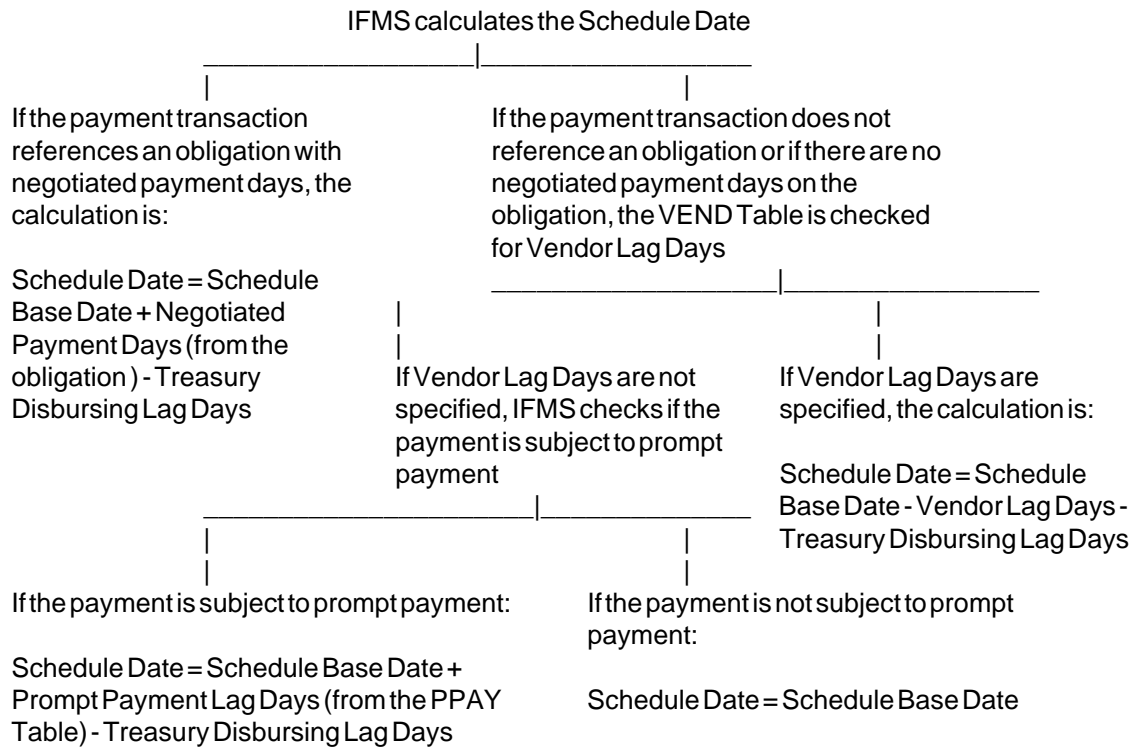 IFMS calculates the Schedule Date
If the payment transaction
references an obligation with
negotiated payment days, the
calculation is:
Schedule Date = Schedule
Base Date + Negotiated
Payment Days (from the
obligation ) - Treasury
Disbursing Lag Days
If the payment transaction does not
reference an obligation or if there are no
negotiated payment days on the
obligation, the VEND Table is checked
for Vendor Lag Days
If Vendor Lag Days are not
specified, IFMS checks if the
payment is subject to prompt
payment
If Vendor Lag Days are
specified, the calculation is:
Schedule Date = Schedule
Base Date - Vendor Lag Days -
Treasury Disbursing Lag Days
If the payment is subject to prompt payment:
Schedule Date = Schedule Base Date +
Prompt Payment Lag Days (from the PPAY
Table) - Treasury Disbursing Lag Days
If the payment is not subject to prompt
payment:
Schedule Date = Schedule Base Date